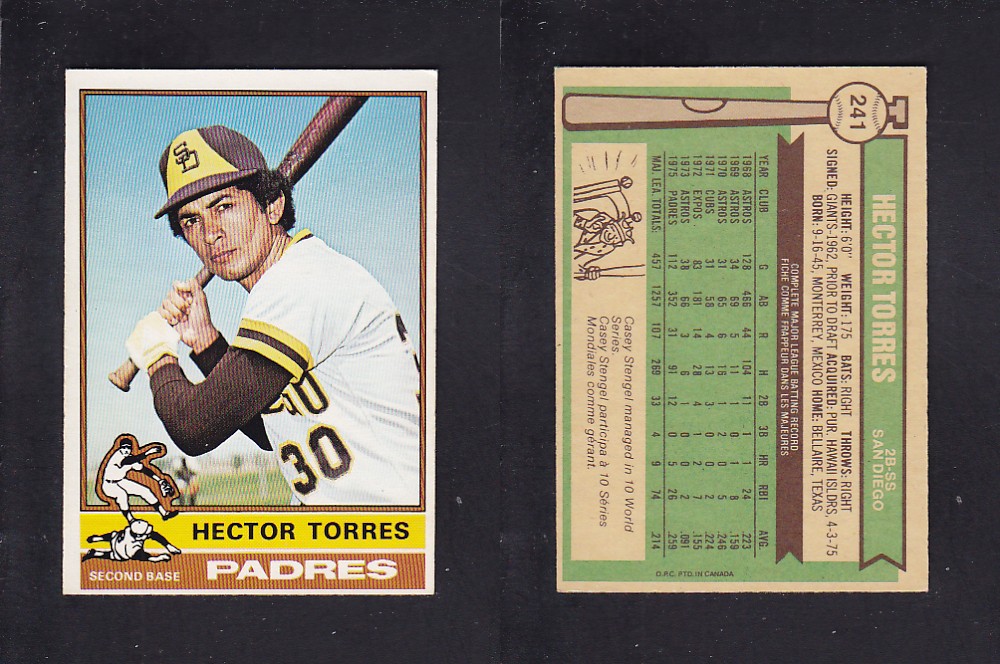 SD
30
HECTOR TORRES
SECOND BASE
PADRES
241
HECTOR TORRES
2B-SS
SAN DIEGO
HEIGHT: 6'0" WEIGHT: 175 BATS: RIGHT THROWS: RIGHT
SIGNED: GIANTS-1962, PRIOR TO DRAFT ACQUIRED: PUR. HAWAII ISLDRS, 4-3-75
BORN: 9-16-45, MONTERREY, MEXICO HOME: BELLAIRE, TEXAS
COMPLETE MAJOR LEAGUE BATTING RECORD
FICHE COMME FRAPPEUR DANS LES MAJEURES
YEAR CLUB G AB R H 2B 3B HR RBI AVG.
1968 ASTROS 128 466 44 104 11 1 1 24 .223
1969 ASTROS 34 69 5 11 1 0 1 8 .159
1970 ASTROS 31 65 6 16 1 2 0 5 .246
1971 CUBS 31 58 4 13 3 0 0 2 .224
1972 EXPOS 83 181 14 28 4 1 2 7 .155
1973 ASTROS 38 66 3 6 1 0 0 2 .091
1975 PADRES 112 352 31 91 12 0 5 26 .259
MAJ. LEA. TOTALS: 457 1257 107 269 33 4 9 74 .214
Casey Stengel managed in 10 World
Series.
Casey Stengel participa à 10 Séries
Mondiales comme gérant.
O.P.C. PTD. IN CANADA